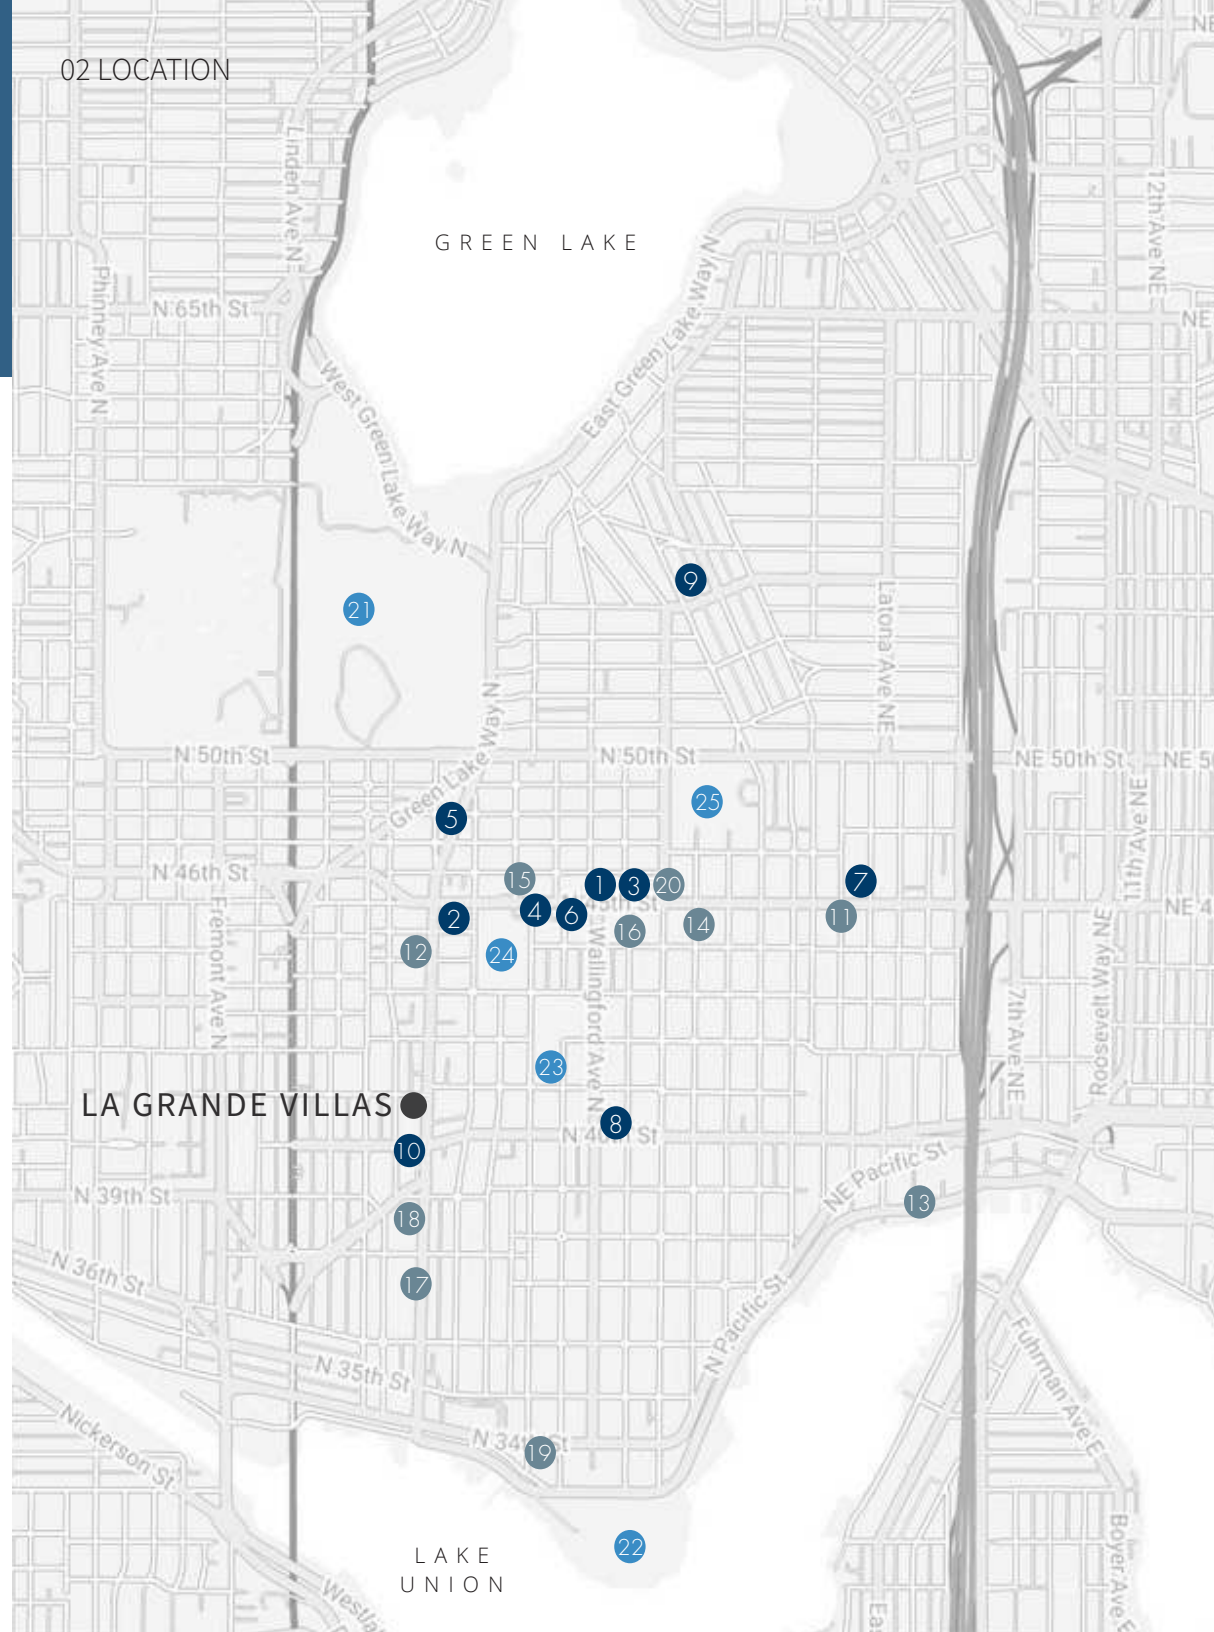 02 LOCATION
Linden Ave N
12th Ave NE
GREEN LAKE
Phinney Ave N
N 65th St
NE
East Green Lake Way N
West Green Lake Way N
9
21
Latona Ave NE
N 50th St
N 50th St
NE 50th St
Green Lake Way N
25
5
11th Ave NE
N 46th St
15
1
3
20
7
4
6
2
16
14
11
12
24
Fremont Ave N
Wallingford Ave N
7th Ave NE
Roosevelt Way NE
23
LA GRANDE VILLAS
8
N 40th St
10
NE Pacific St
N 39th St
13
18
N 36th St
17
N Pacific St
Fuhrman Ave E
N 35th St
Nickerson St
N 34th St
19
22
LAKE
UNION
Boyer Ave E